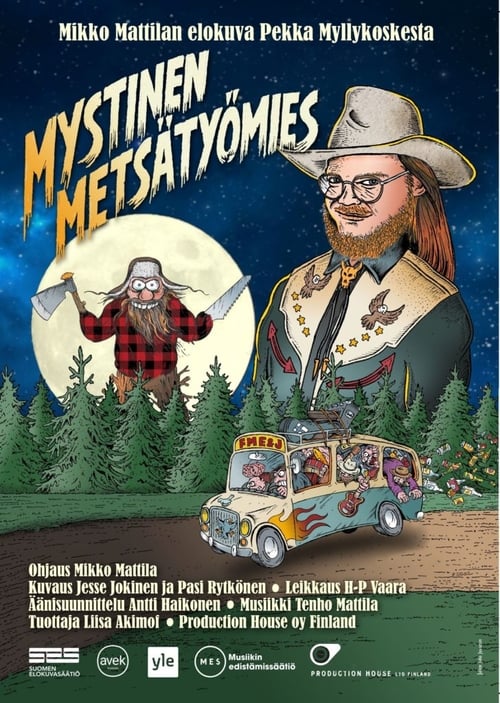 Mikko Mattilan elokuva Pekka Myllykoskesta
MYSTINEN
METSÄTYÖMIES
FME&J
Ohjaus Mikko Mattila
Kuvaus Jesse Jokinen ja Pasi Rytkönen • Leikkaus H-P Vaara
Äänisuunnittelu Antti Haikonen • Musiikki Tenho Mattila
Tuottaja Liisa Akimof • Production House oy Finland
SES
SUOMEN
ELOKUVASÄÄTIÖ
avek
yle
MES
Musiikin
edistämissäätiö
PRODUCTION HOUSE LTD FINLAND